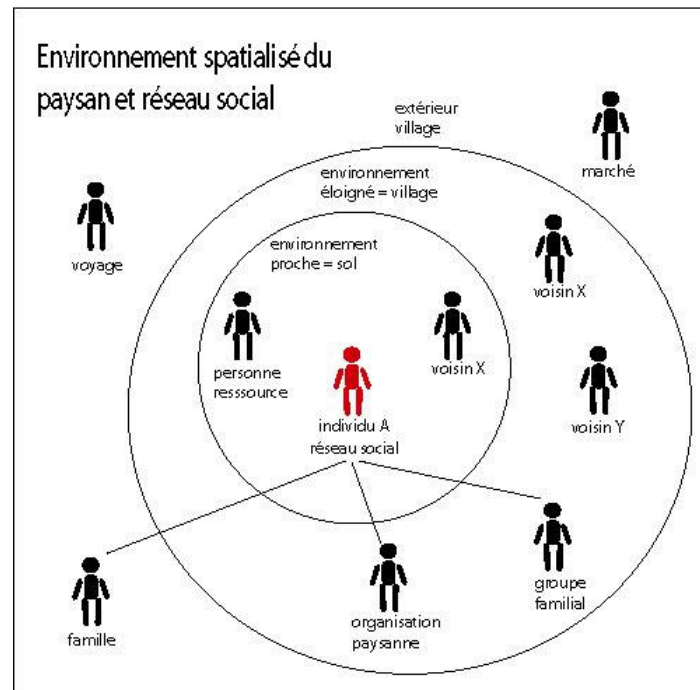 Environnement spatialisé du
paysan et réseau social
extérieur
village
marché
environnement
éloigné = village
voyage
environnement
proche = sol
voisin X
personne
resssource
voisin X
individu A
réseau social
voisin Y
famille
organisation
paysanne
groupe
familial